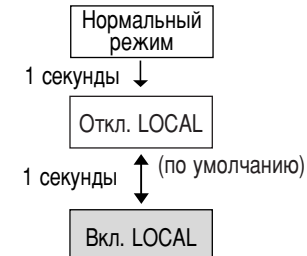 Нормальный
режим
1 секунды
Откл. LOCAL
1 секунды (по умолчанию)
Вкл. LOCAL